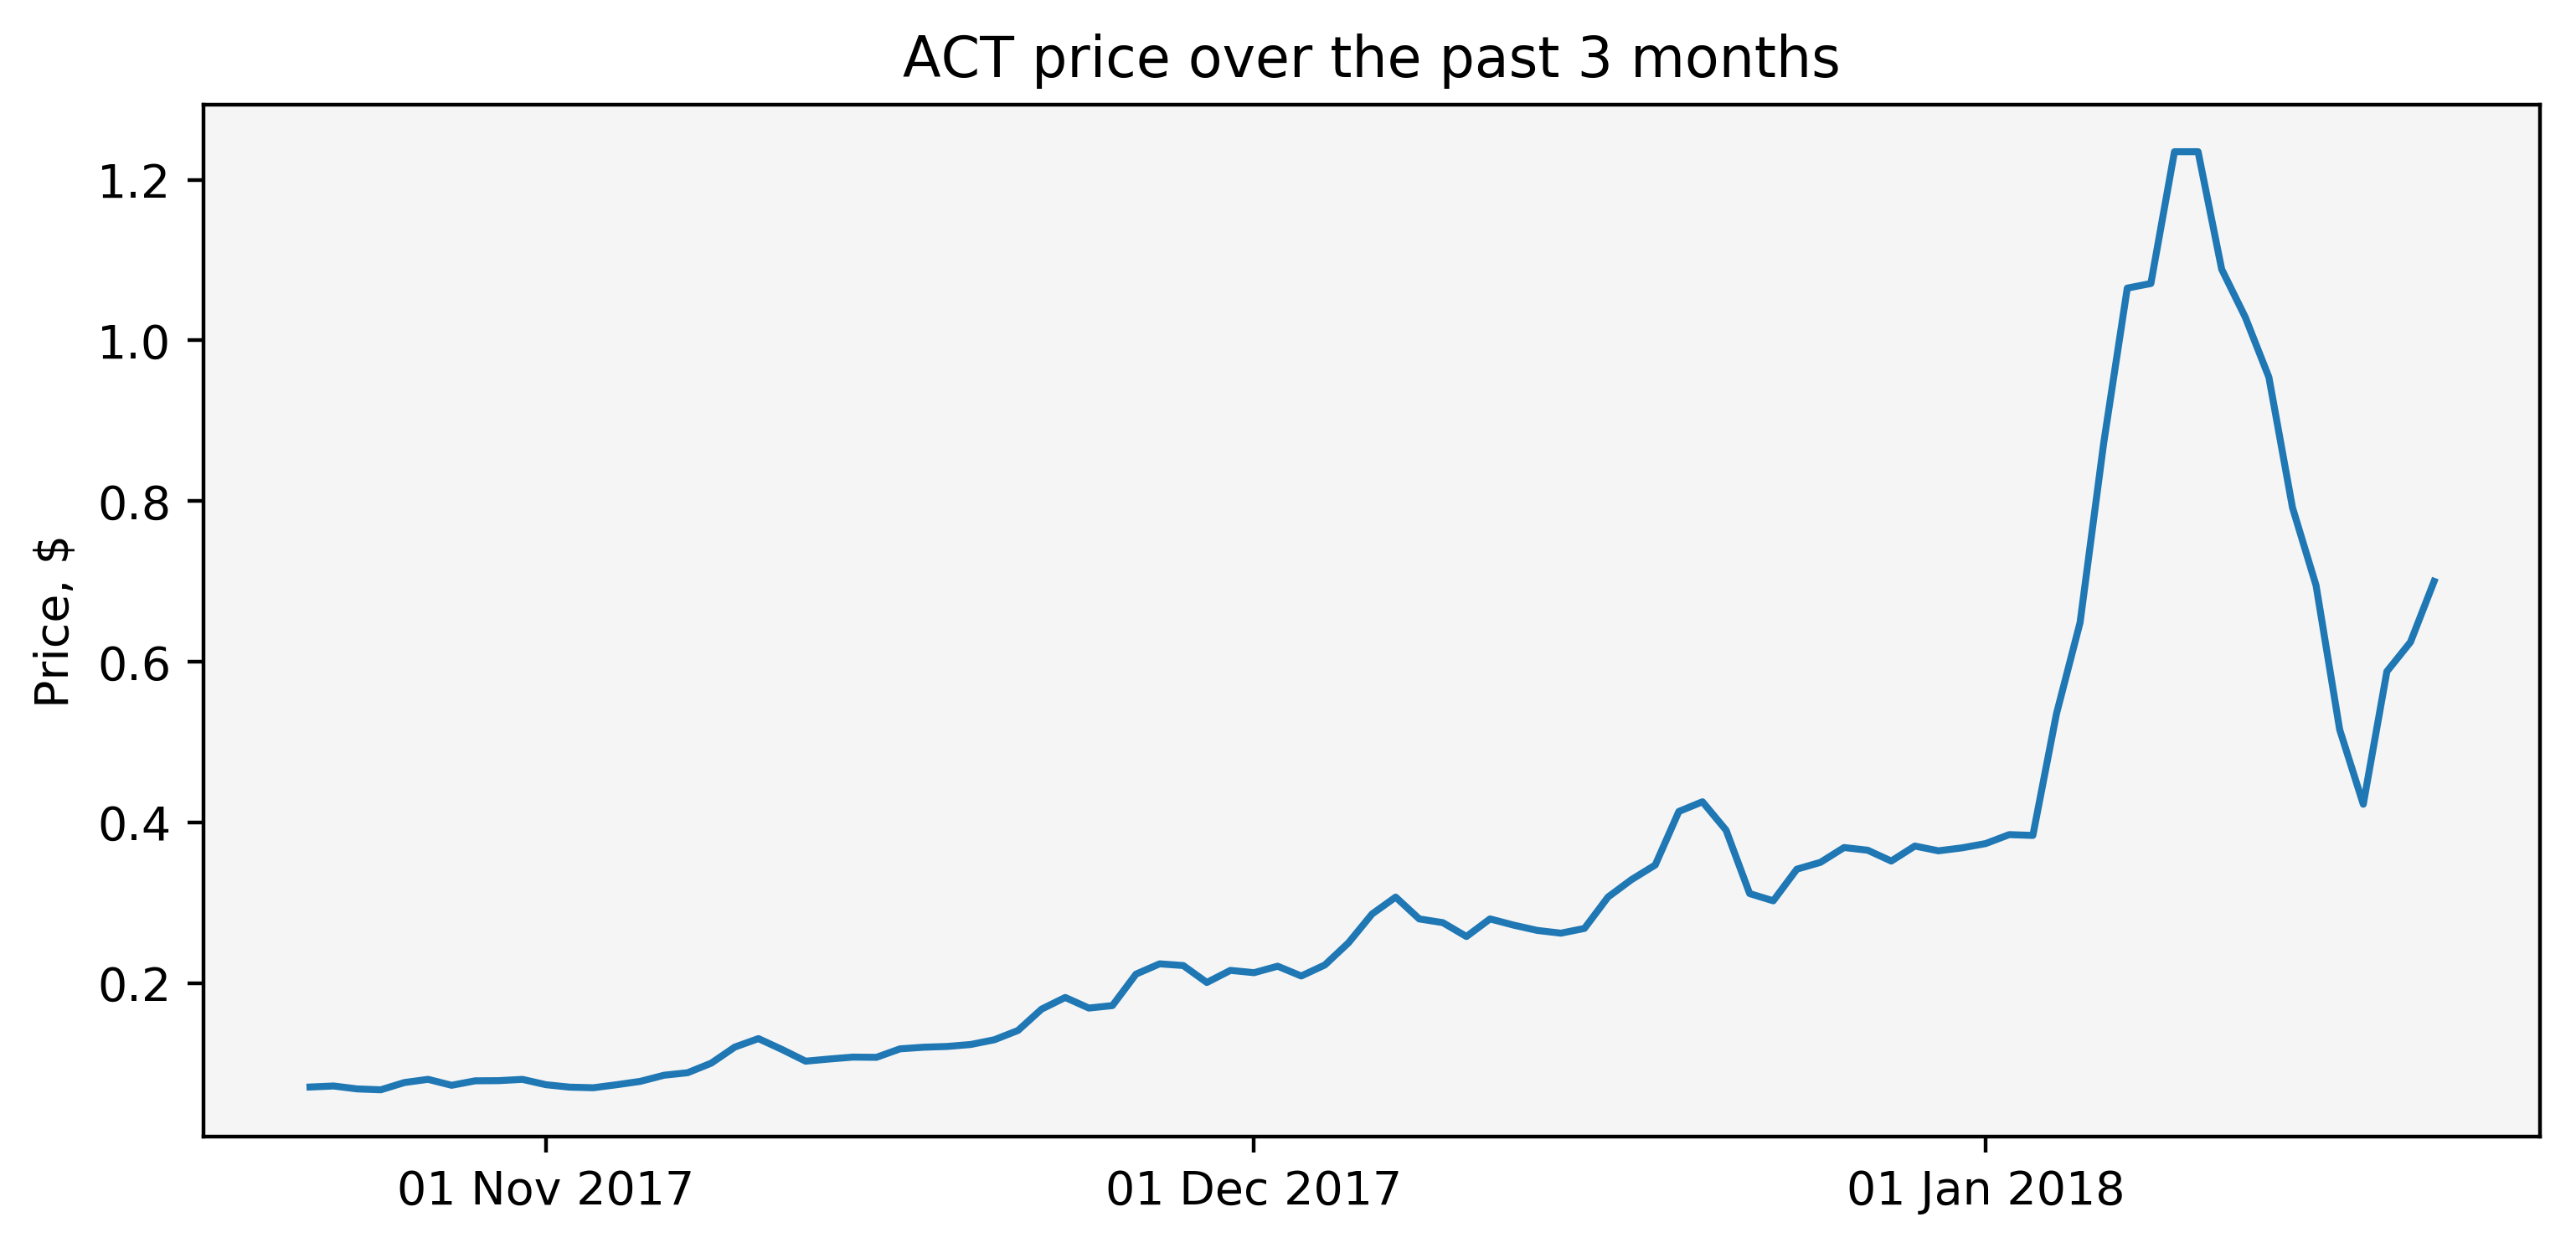 ACT price over the past 3 months
Price, $
1.2
1.0
0.8
0.6
0.4
0.2
01 Nov 2017
01 Dec 2017
01 Jan 2018